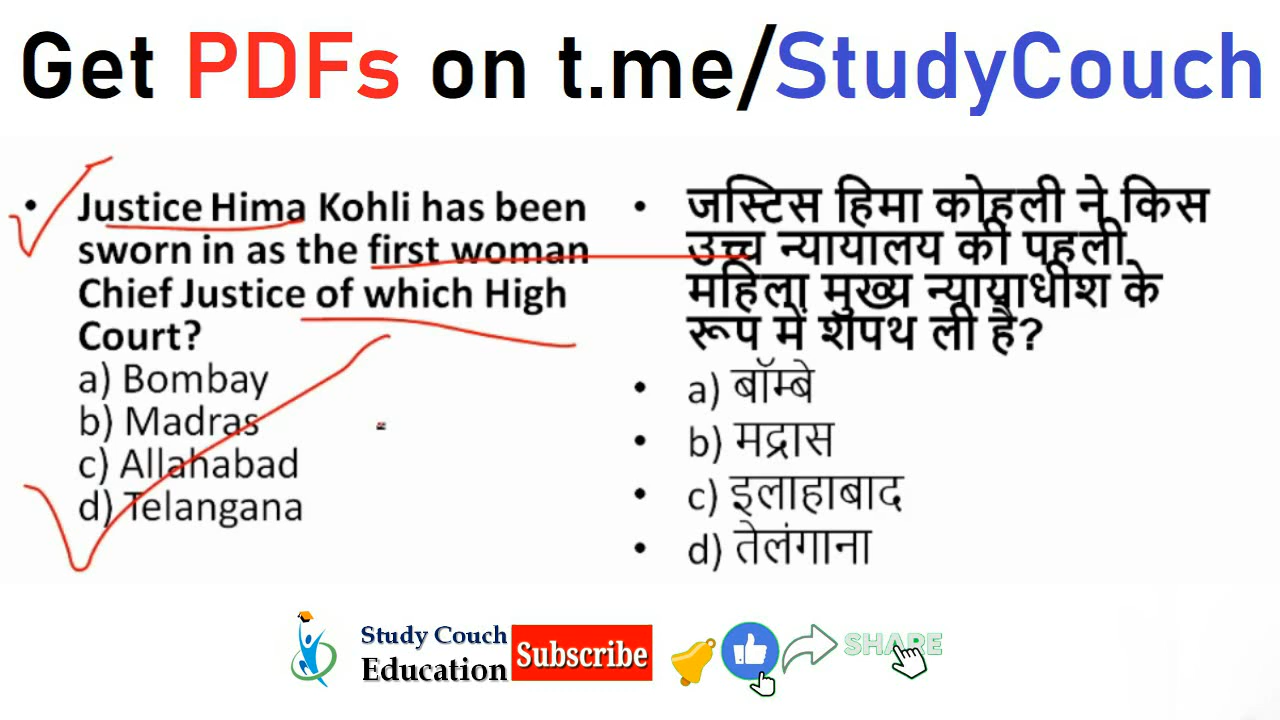 Get PDFs on t.me/StudyCouch
• Justice Hima Kohli has been
sworn in as the first woman
Chief Justice of which High
Court?
a) Bombay
b) Madras
c) Allahabad
d) Telangana
• जस्टिस हिमा कोहली ने किस
उच्च न्यायालय की पहली
महिला मुख्य न्यायाधीश के
रूप में शपथ ली है?
• a) बॉम्बे
• b) मद्रास
• c) इलाहाबाद
• d) तेलंगाना
Study Couch
Education
Subscribe
SHARE